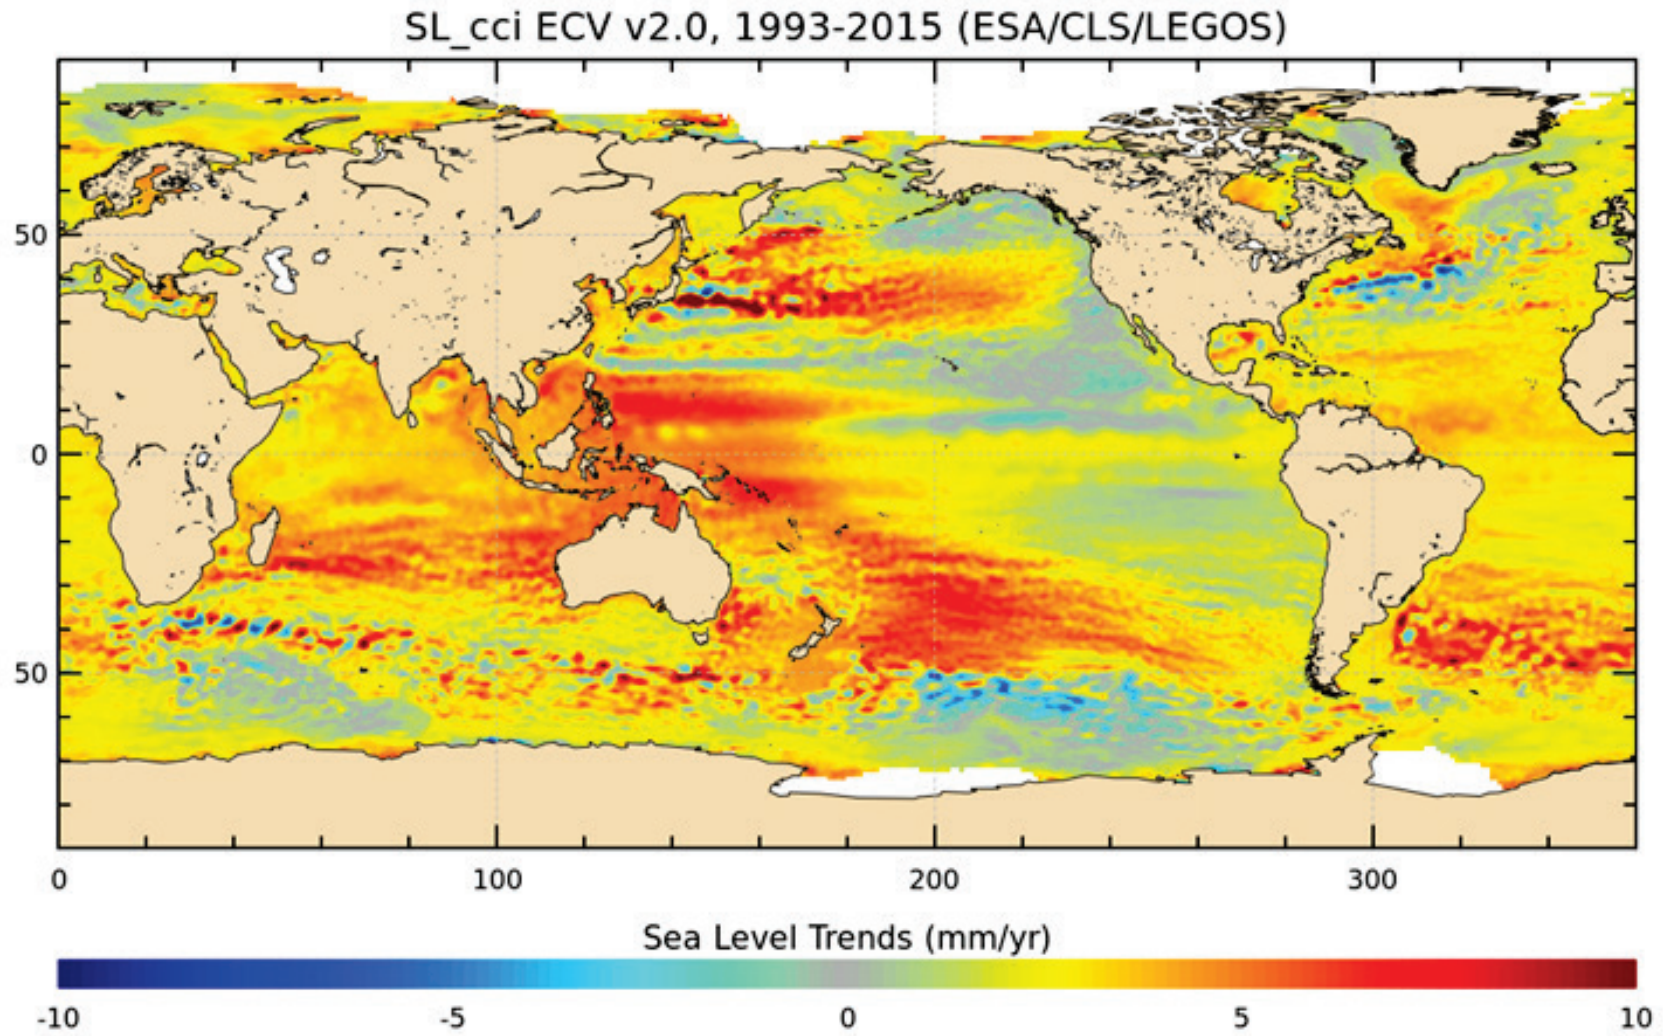 SL_cci ECV v2.0, 1993-2015 (ESA/CLS/LEGOS)
50
0
50
0 100 200 300
Sea Level Trends (mm/yr)
-10 -5 0 5 10